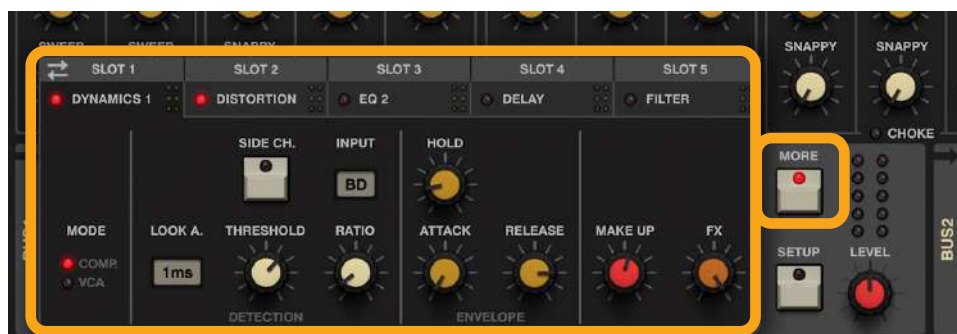 SWEEP SWEEP SNAPPY
SNAPPY SNAPPY
SLOT 1 SLOT 2 SLOT 3 SLOT 4 SLOT 5
DYNAMICS 1 DISTORTION EQ 2 DELAY FILTER
CHOKE
SIDE CH. INPUT HOLD
BD
MORE
MODE LOOK A. THRESHOLD RATIO ATTACK RELEASE MAKE UP FX
COMP.
VCA
1ms
SETUP LEVEL
DETECTION ENVELOPE
BUS2